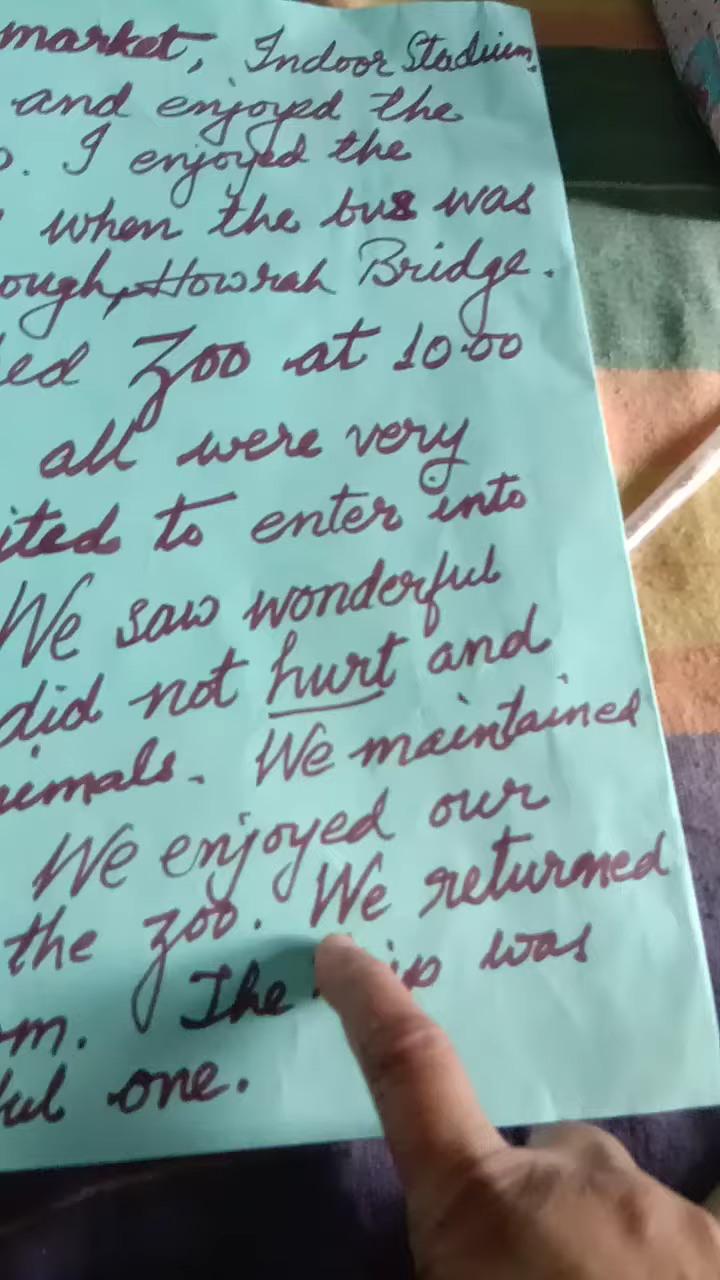 market, Indoor Stadium.
and enjoyed the
. I enjoyed the
when the bus was
ough Howrah Bridge.
ed Zoo at 10.00
all were very
ited to enter into
We saw wonderful
did not hurt and
imals. We maintained
We enjoyed our
the zoo. We returned
m. The was
ful one.